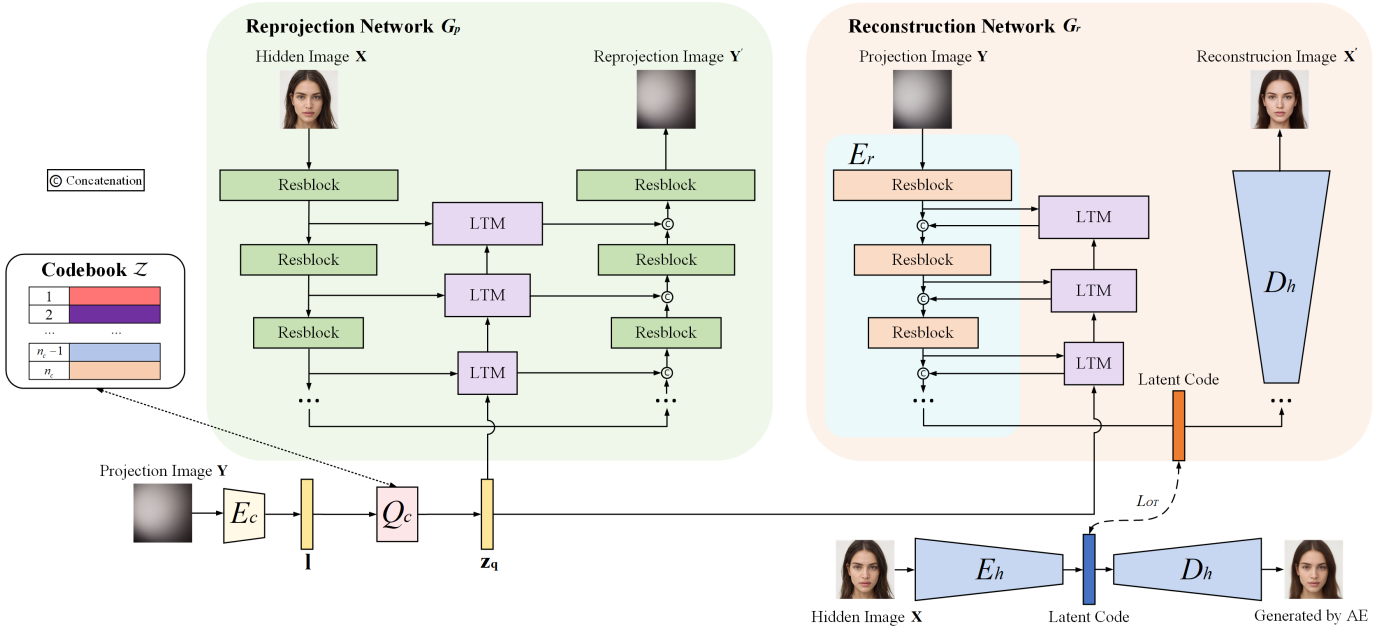 Reprojection Network Gp
Hidden Image X
Reprojection Image Y′
Resblock
Resblock
LTM
Resblock
Resblock
LTM
Resblock
Resblock
LTM
...
...
© Concatenation
Codebook Z
1
2
... ...
nc −1
nc
Projection Image Y
Ec
l
Qc
zq
Reconstruction Network Gr
Projection Image Y
Reconstrucion Image X′
Er
Resblock
LTM
C
Resblock
LTM
C
Resblock
LTM
C
...
Dh
Latent Code
...
C
C
C
LOT
Eh
Dh
Hidden Image X
Latent Code
Generated by AE